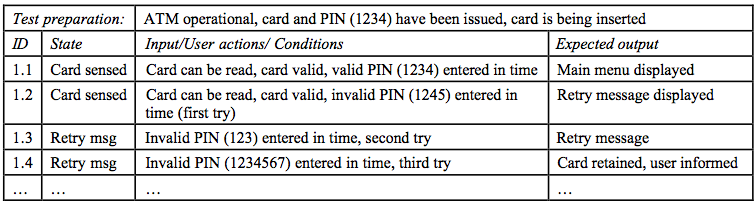 Test preparation: ATM operational, card and PIN (1234) have been issued, card is being inserted
ID State Input/User actions/ Conditions Expected output
1.1 Card sensed Card can be read, card valid, valid PIN (1234) entered in time Main menu displayed
1.2 Card sensed Card can be read, card valid, invalid PIN (1245) entered in time (first try) Retry message displayed
1.3 Retry msg Invalid PIN (123) entered in time, second try Retry message
1.4 Retry msg Invalid PIN (1234567) entered in time, third try Card retained, user informed
… … … …